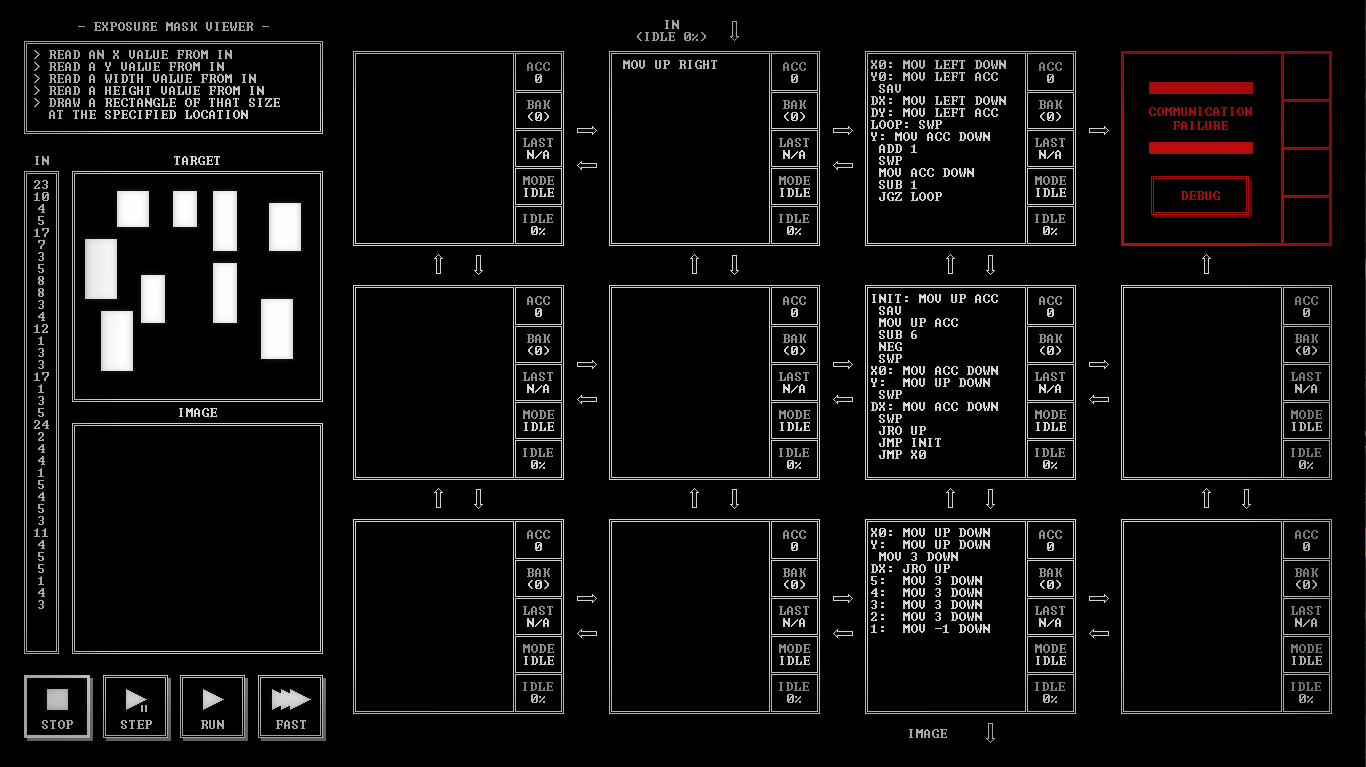 - EXPOSURE MASK VIEWER -
> READ AN X VALUE FROM IN
> READ A Y VALUE FROM IN
> READ A WIDTH VALUE FROM IN
> READ A HEIGHT VALUE FROM IN
> DRAW A RECTANGLE OF THAT SIZE
AT THE SPECIFIED LOCATION
IN
23
10
4
5
17
7
3
5
8
8
3
4
12
1
3
3
17
1
3
5
24
2
4
4
1
5
4
5
3
11
4
5
5
1
4
3
TARGET
IMAGE
STOP
STEP
RUN
FAST
IN
(IDLE 0%)
ACC
0
BAK
(0)
LAST
N/A
MODE
IDLE
IDLE
0%
MOV UP RIGHT
ACC
0
BAK
(0)
LAST
N/A
MODE
IDLE
IDLE
0%
X0: MOV LEFT DOWN
Y0: MOV LEFT ACC
SAV
DX: MOV LEFT DOWN
DY: MOV LEFT ACC
LOOP: SWP
Y: MOV ACC DOWN
ADD 1
SWP
MOV ACC DOWN
SUB 1
JGZ LOOP
ACC
0
BAK
(0)
LAST
N/A
MODE
IDLE
IDLE
0%
COMMUNICATION
FAILURE
DEBUG
ACC
0
BAK
(0)
LAST
N/A
MODE
IDLE
IDLE
0%
ACC
0
BAK
(0)
LAST
N/A
MODE
IDLE
IDLE
0%
INIT: MOV UP ACC
SAV
MOV UP ACC
SUB 6
NEG
SWP
X0: MOV ACC DOWN
Y: MOV UP DOWN
SWP
DX: MOV ACC DOWN
SWP
JRO UP
JMP INIT
JMP X0
ACC
0
BAK
(0)
LAST
N/A
MODE
IDLE
IDLE
0%
ACC
0
BAK
(0)
LAST
N/A
MODE
IDLE
IDLE
0%
ACC
0
BAK
(0)
LAST
N/A
MODE
IDLE
IDLE
0%
ACC
0
BAK
(0)
LAST
N/A
MODE
IDLE
IDLE
0%
X0: MOV UP DOWN
Y: MOV UP DOWN
MOV 3 DOWN
DX: JRO UP
5: MOV 3 DOWN
4: MOV 3 DOWN
3: MOV 3 DOWN
2: MOV 3 DOWN
1: MOV -1 DOWN
ACC
0
BAK
(0)
LAST
N/A
MODE
IDLE
IDLE
0%
ACC
0
BAK
(0)
LAST
N/A
MODE
IDLE
IDLE
0%
IMAGE